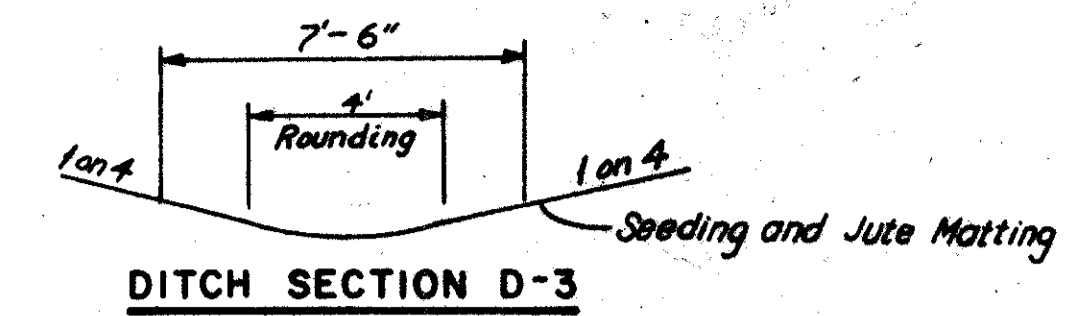 7'-6"
4'
Rounding
1 on 4
1 on 4
Seeding and Jute Matting
DITCH SECTION D-3